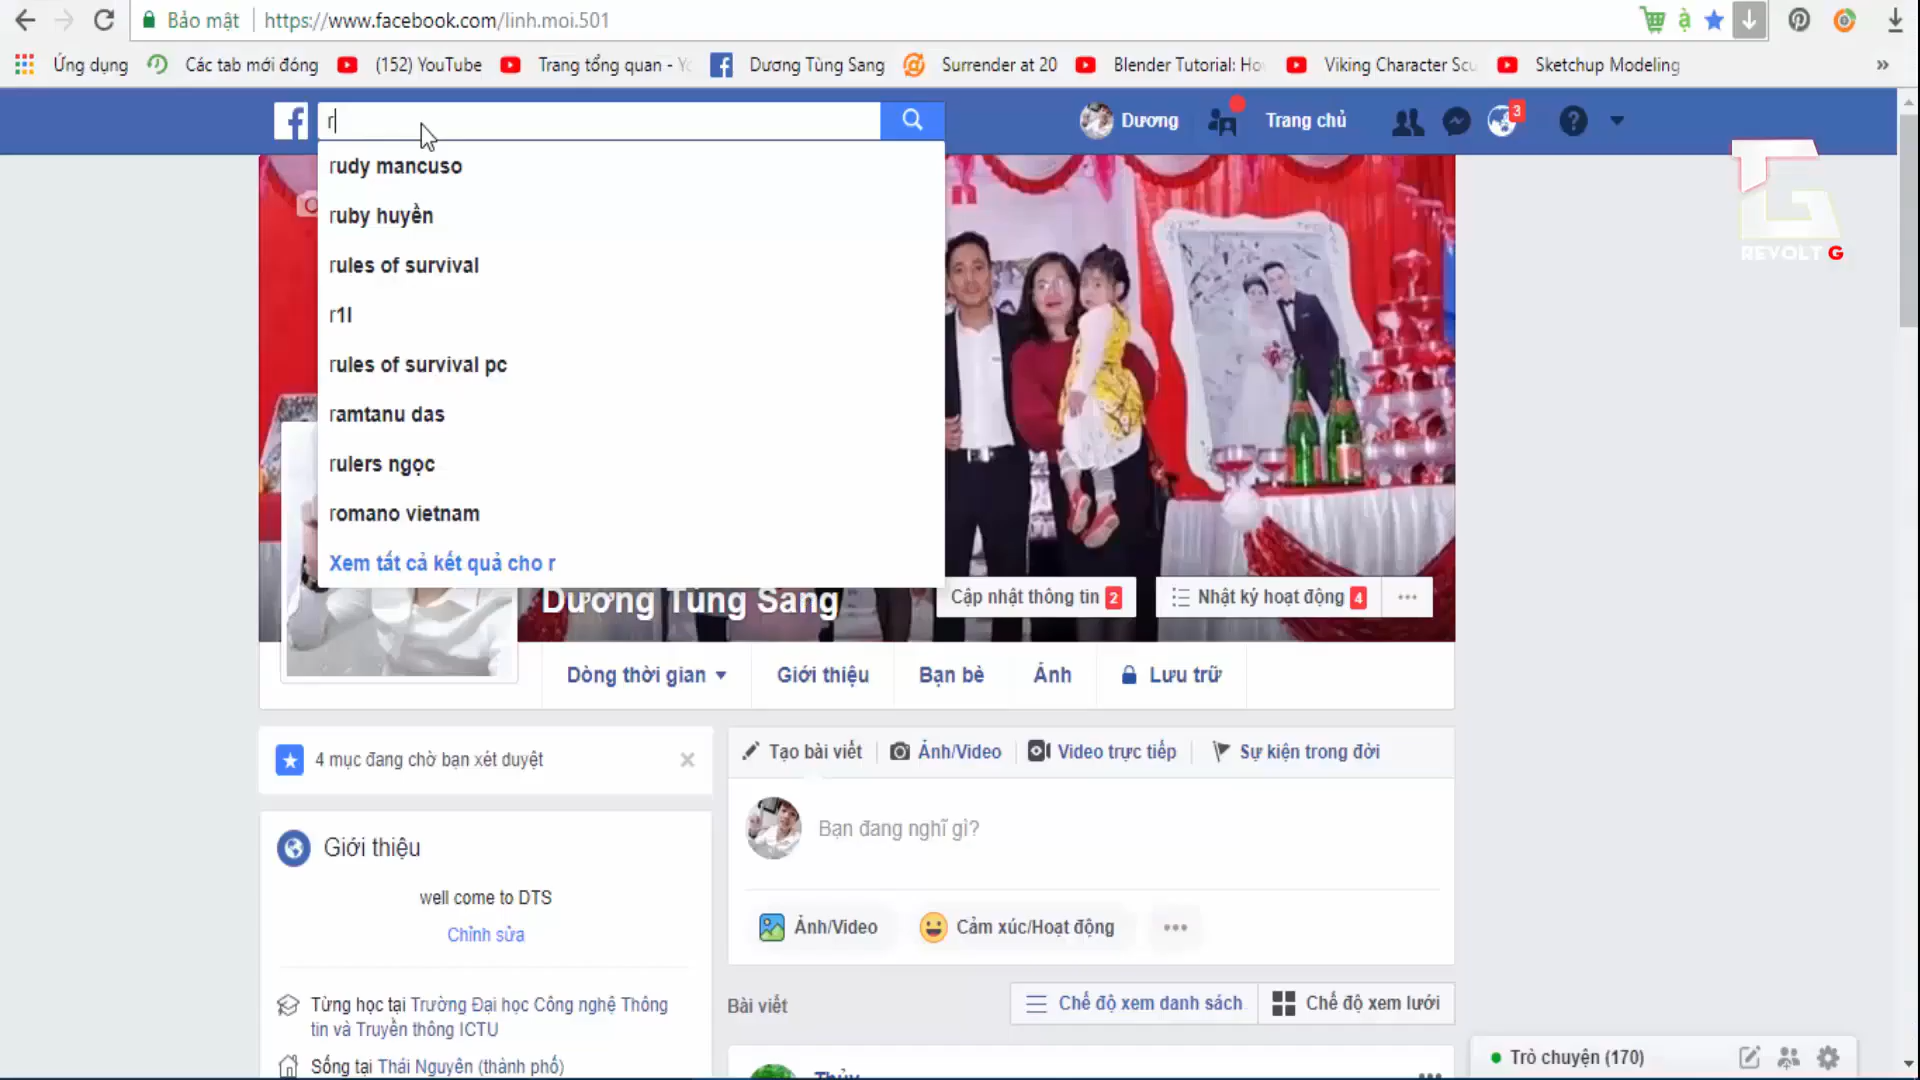 Bảo mật https://www.facebook.com/linh.moi.501
Ứng dụng Các tab mới đóng (152) YouTube Trang tổng quan - Dương Tùng Sang Surrender at 20 Blender Tutorial: Viking Character Sketchup Modeling »
r Dương Trang chủ 3
rudy mancuso
ruby huyền
rules of survival
r1l
rules of survival pc
ramtanu das
rulers ngọc
romano vietnam
Xem tất cả kết quả cho r
REVOLT G
Dương Tùng Sang Cập nhật thông tin 2 Nhật ký hoạt động 4
Dòng thời gian Giới thiệu Bạn bè Ảnh Lưu trữ
4 mục đang chờ bạn xét duyệt
Tạo bài viết Ảnh/Video Video trực tiếp Sự kiện trong đời
Bạn đang nghĩ gì?
Giới thiệu
well come to DTS
Chỉnh sửa
Ảnh/Video Cảm xúc/Hoạt động
Từng học tại Trường Đại học Công nghệ Thông
tin và Truyền thông ICTU
Sống tại Thái Nguyên (thành phố)
Bài viết Chế độ xem danh sách Chế độ xem lưới
Trò chuyện (170)